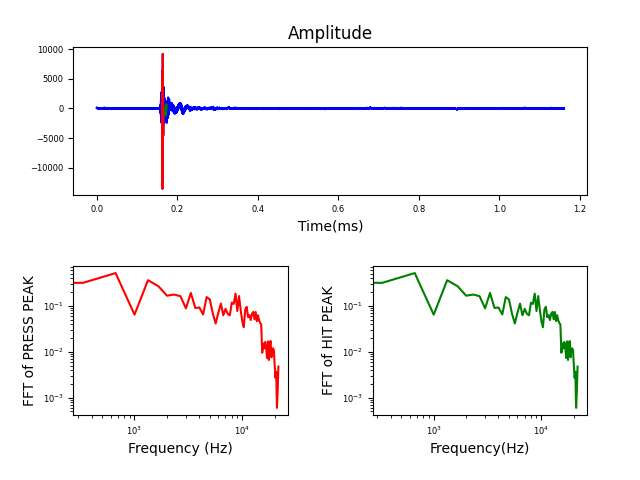 Amplitude
10000
5000
0
−5000
−10000
0.0 0.2 0.4 0.6 0.8 1.0 1.2
Time(ms)
FFT of PRESS PEAK
10⁻¹
10⁻²
10⁻³
10³ 10⁴
Frequency (Hz)
FFT of HIT PEAK
10⁻¹
10⁻²
10⁻³
10³ 10⁴
Frequency(Hz)